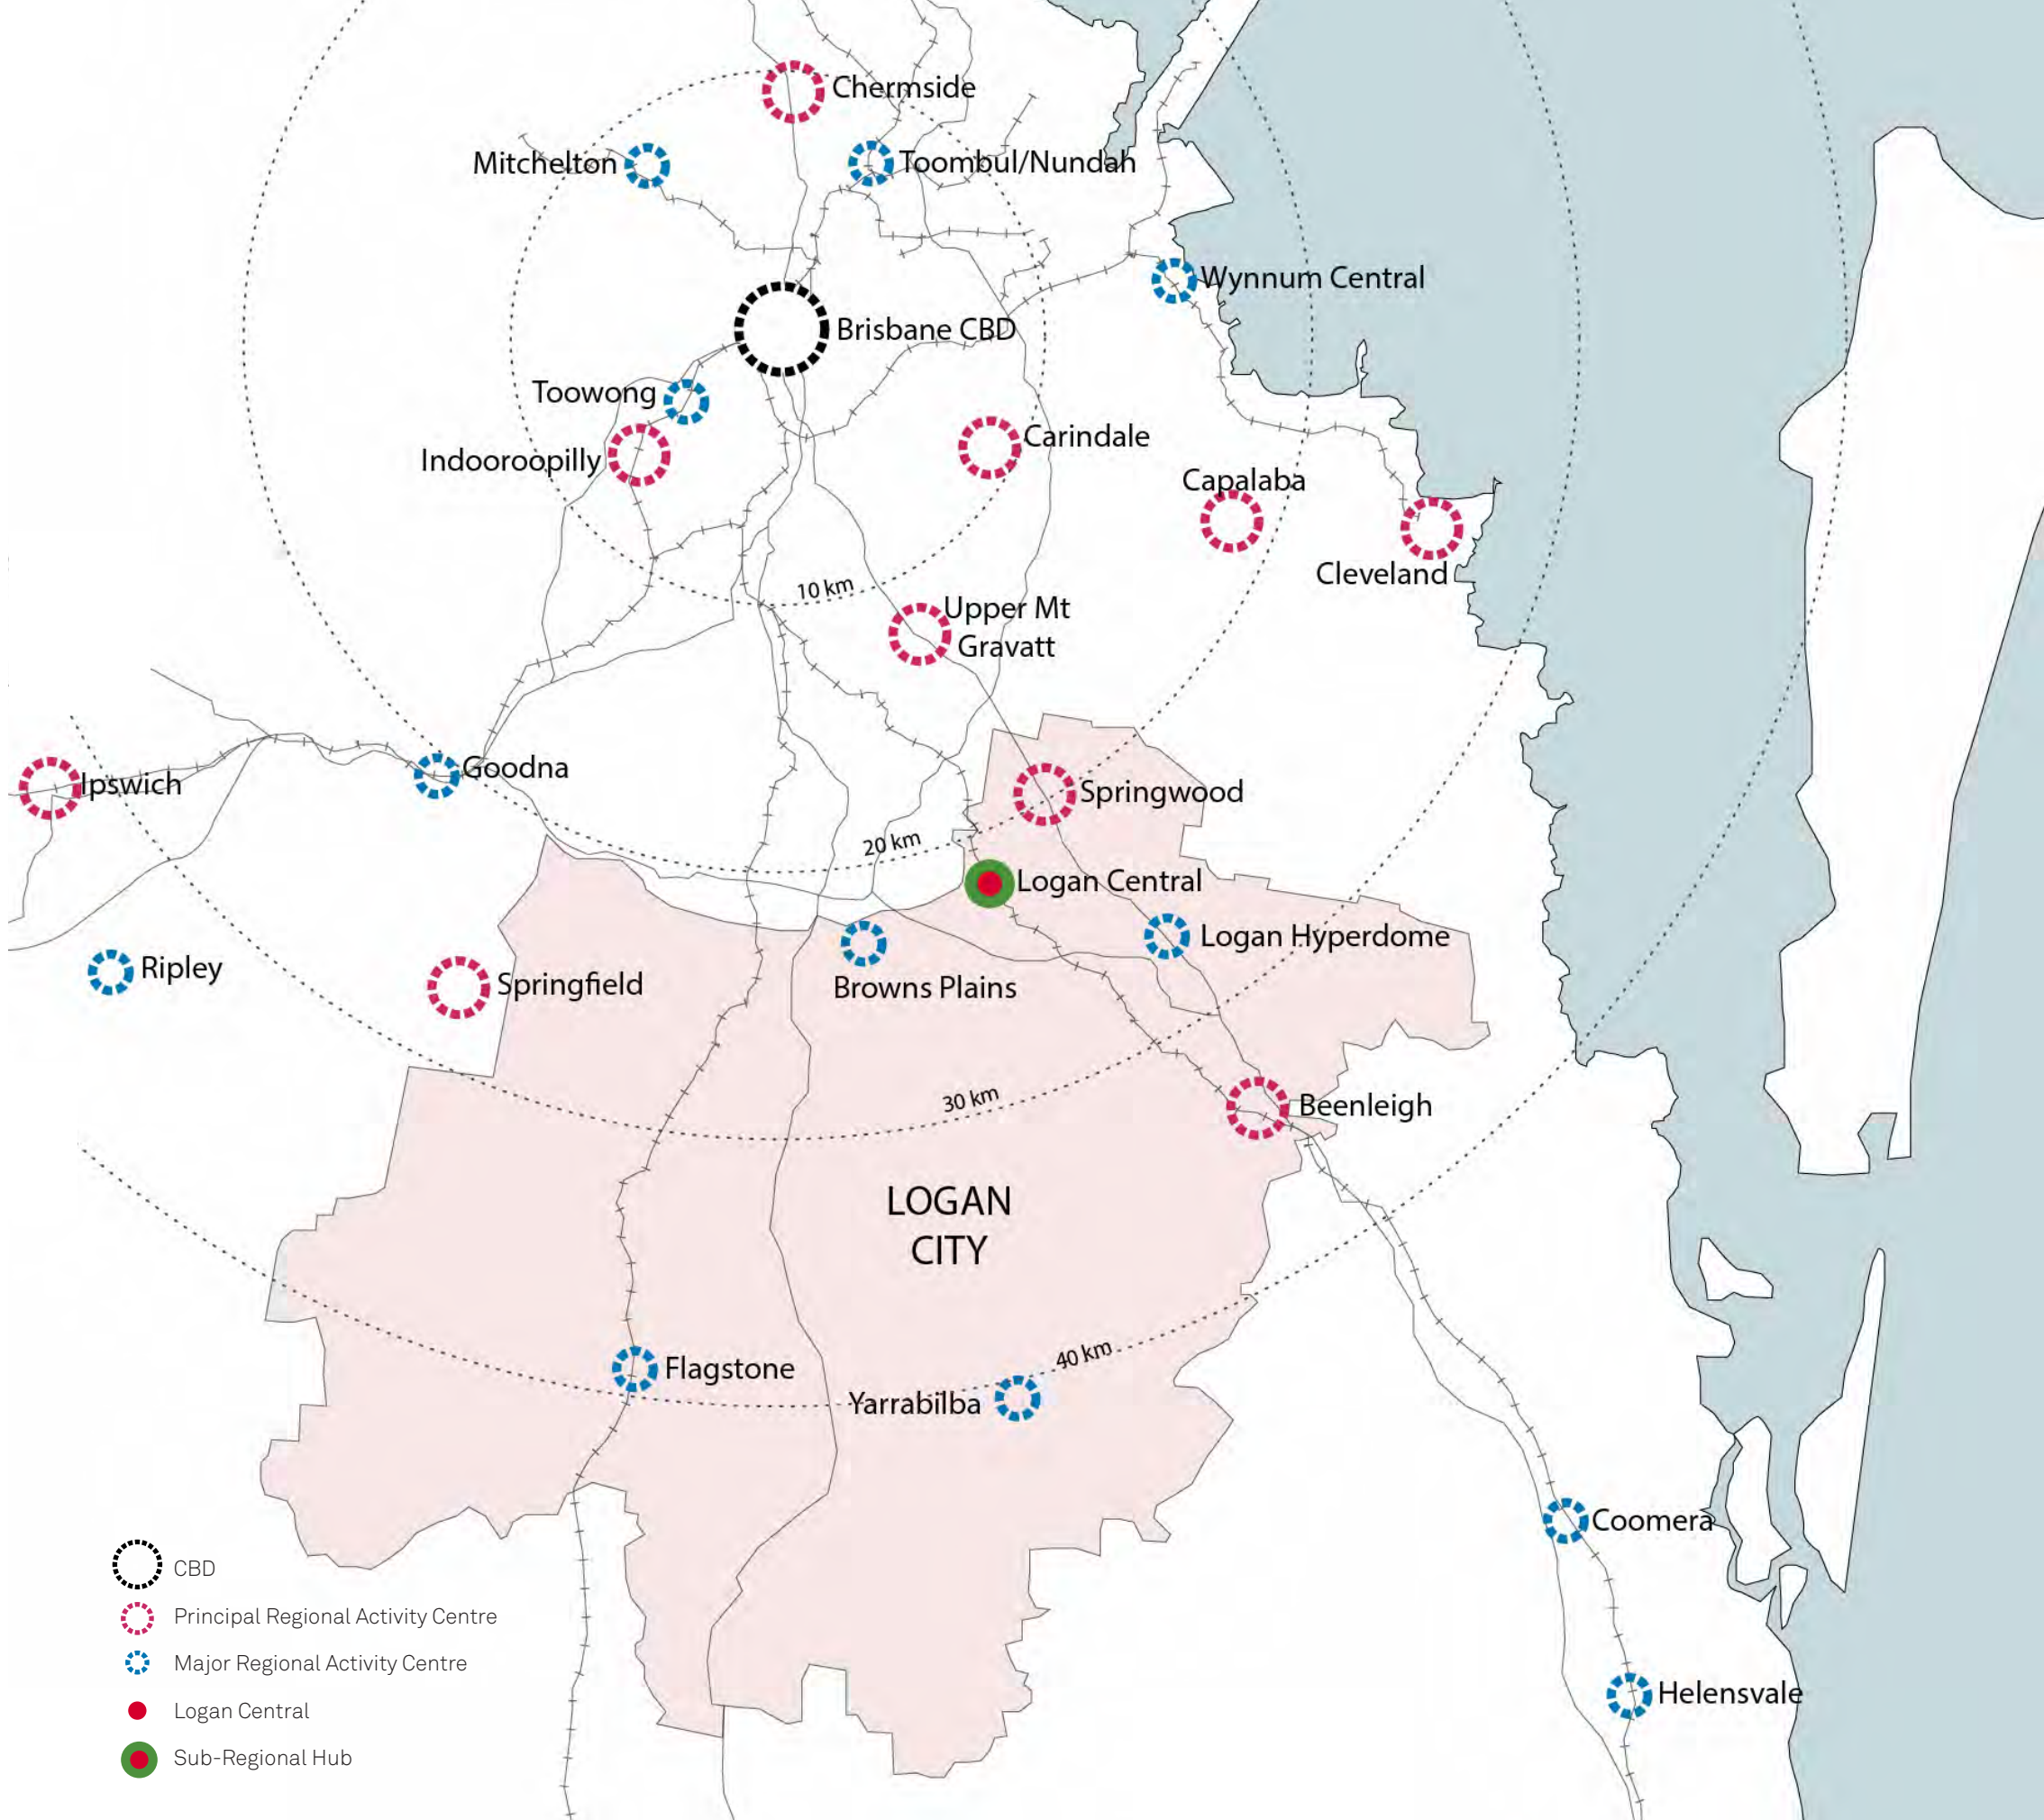 Chermside
Mitchelton
Toombul/Nundah
Wynnum Central
Brisbane CBD
Toowong
Carindale
Indooroopilly
Capalaba
Cleveland
10 km
Upper Mt
Gravatt
Goodna
Ipswich
Springwood
20 km
Logan Central
Logan Hyperdome
Ripley
Springfield
Browns Plains
30 km
Beenleigh
LOGAN
CITY
40 km
Flagstone
Yarrabilba
Coomera
Helensvale
CBD
Principal Regional Activity Centre
Major Regional Activity Centre
Logan Central
Sub-Regional Hub